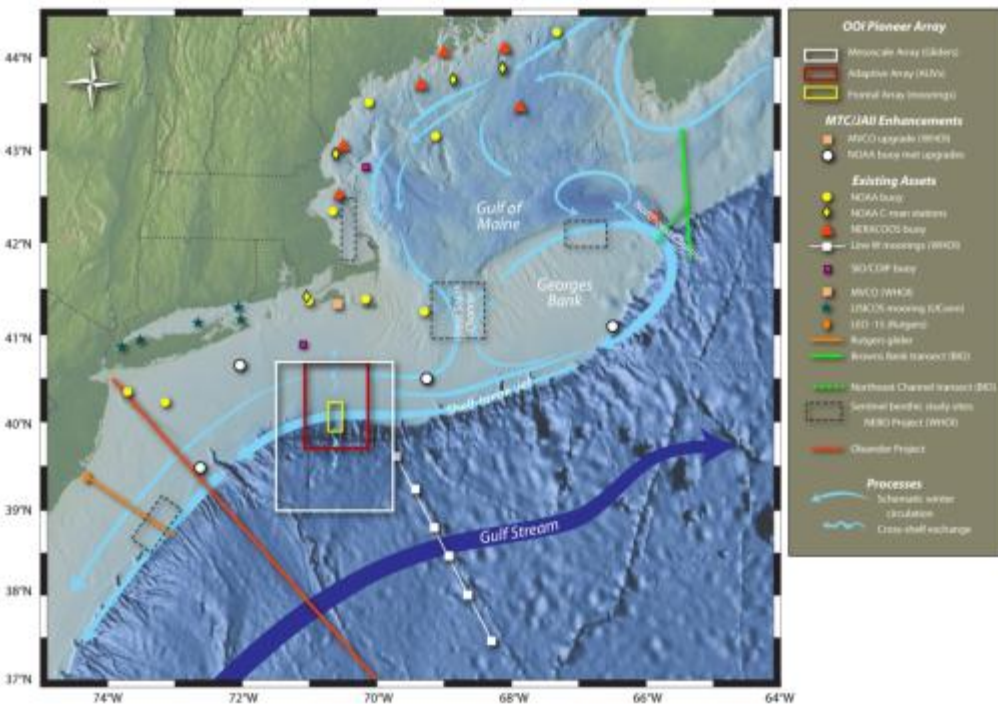 44°N
43°N
42°N
41°N
40°N
39°N
38°N
37°N
74°W
72°W
70°W
68°W
66°W
64°W
Gulf of
Maine
Georges
Bank
Shelf-break Jet
Gulf Stream
OOI Pioneer Array
Mesoscale Array (Gliders)
Adaptive Array (AUVs)
Frontal Array (moorings)
MTC/JAII Enhancements
MVCO upgrade (WHOI)
NOAA buoy met upgrades
Existing Assets
NOAA buoy
NOAA C-man stations
NERACOOS buoy
Line W moorings (WHOI)
SIO/CDIP buoy
MVCO (WHOI)
LISICOS mooring (UConn)
LEO -15 (Rutgers)
Rutgers glider
Browns Bank transect (BIO)
Northeast Channel transect (BIO)
Sentinel benthic study sites
Oleander Project
Processes
Schematic winter
circulation
Cross-shelf exchange